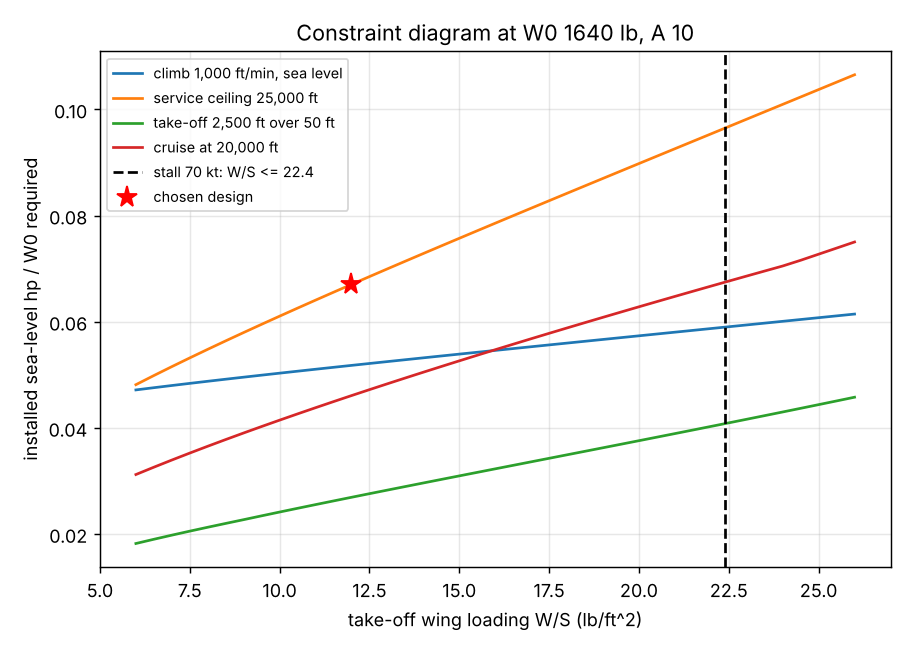 Constraint diagram at W0 1640 lb, A 10
climb 1,000 ft/min, sea level
service ceiling 25,000 ft
take-off 2,500 ft over 50 ft
cruise at 20,000 ft
stall 70 kt: W/S <= 22.4
chosen design
installed sea-level hp / W0 required
0.10
0.08
0.06
0.04
0.02
5.0 7.5 10.0 12.5 15.0 17.5 20.0 22.5 25.0
take-off wing loading W/S (lb/ft^2)